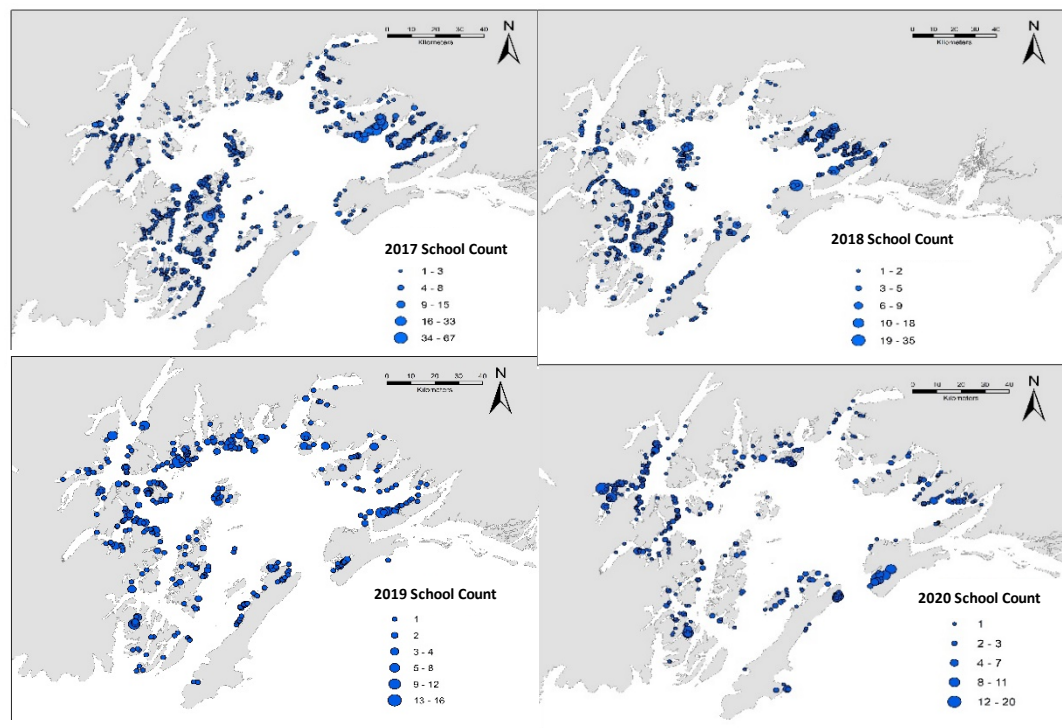 N
0 10 20 30 40
Kilometers
2017 School Count
1 - 3
4 - 8
9 - 15
16 - 33
34 - 67
N
0 10 20 30 40
Kilometers
2018 School Count
1 - 2
3 - 5
6 - 9
10 - 18
19 - 35
N
0 10 20 30 40
Kilometers
2019 School Count
1
2
3 - 4
5 - 8
9 - 12
13 - 16
N
0 10 20 30 40
Kilometers
2020 School Count
1
2 - 3
4 - 7
8 - 11
12 - 20